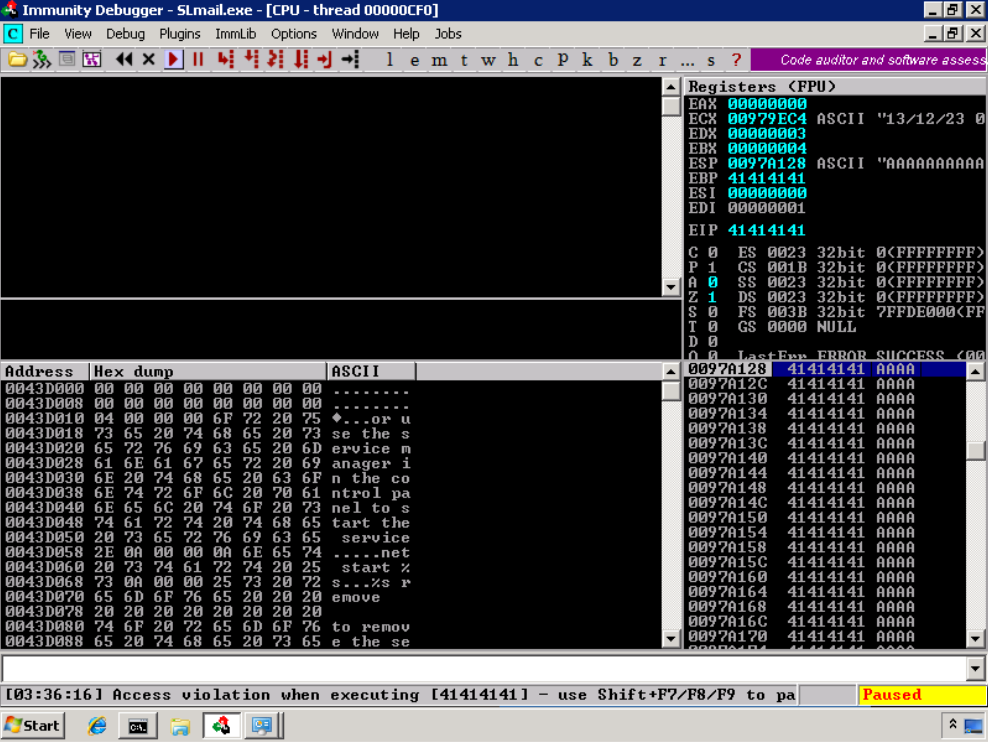 Immunity Debugger - SLmail.exe - [CPU - thread 00000CF0]
C File View Debug Plugins ImmLib Options Window Help Jobs
l e m t w h c P k b z r ... s ? Code auditor and software assess
Registers (FPU)
EAX 00000000
ECX 00979EC4 ASCII "13/12/23 0
EDX 00000003
EBX 00000004
ESP 0097A128 ASCII "AAAAAAAAAA
EBP 41414141
ESI 00000000
EDI 00000001
EIP 41414141
C 0 ES 0023 32bit 0(FFFFFFFF)
P 1 CS 001B 32bit 0(FFFFFFFF)
A 0 SS 0023 32bit 0(FFFFFFFF)
Z 1 DS 0023 32bit 0(FFFFFFFF)
S 0 FS 003B 32bit 7FFDE000(FF
T 0 GS 0000 NULL
D 0
O 0 LastErr ERROR_SUCCESS (00
Address Hex dump ASCII
0043D000 00 00 00 00 00 00 00 00 ........
0043D008 00 00 00 00 00 00 00 00 ........
0043D010 04 00 00 00 6F 72 20 75 ♦...or u
0043D018 73 65 20 74 68 65 20 73 se the s
0043D020 65 72 76 69 63 65 20 6D ervice m
0043D028 61 6E 61 67 65 72 20 69 anager i
0043D030 6E 20 74 68 65 20 63 6F n the co
0043D038 6E 74 72 6F 6C 20 70 61 ntrol pa
0043D040 6E 65 6C 20 74 6F 20 73 nel to s
0043D048 74 61 72 74 20 74 68 65 tart the
0043D050 20 73 65 72 76 69 63 65 service
0043D058 2E 0A 00 00 0A 6E 65 74 .....net
0043D060 20 73 74 61 72 74 20 25 start %
0043D068 73 0A 00 00 25 73 20 72 s...%s r
0043D070 65 6D 6F 76 65 20 20 20 emove
0043D078 20 20 20 20 20 20 20 20
0043D080 74 6F 20 72 65 6D 6F 76 to remov
0043D088 65 20 74 68 65 20 73 65 e the se
0097A128 41414141 AAAA
0097A12C 41414141 AAAA
0097A130 41414141 AAAA
0097A134 41414141 AAAA
0097A138 41414141 AAAA
0097A13C 41414141 AAAA
0097A140 41414141 AAAA
0097A144 41414141 AAAA
0097A148 41414141 AAAA
0097A14C 41414141 AAAA
0097A150 41414141 AAAA
0097A154 41414141 AAAA
0097A158 41414141 AAAA
0097A15C 41414141 AAAA
0097A160 41414141 AAAA
0097A164 41414141 AAAA
0097A168 41414141 AAAA
0097A16C 41414141 AAAA
0097A170 41414141 AAAA
[03:36:16] Access violation when executing [41414141] - use Shift+F7/F8/F9 to pa
Paused
Start